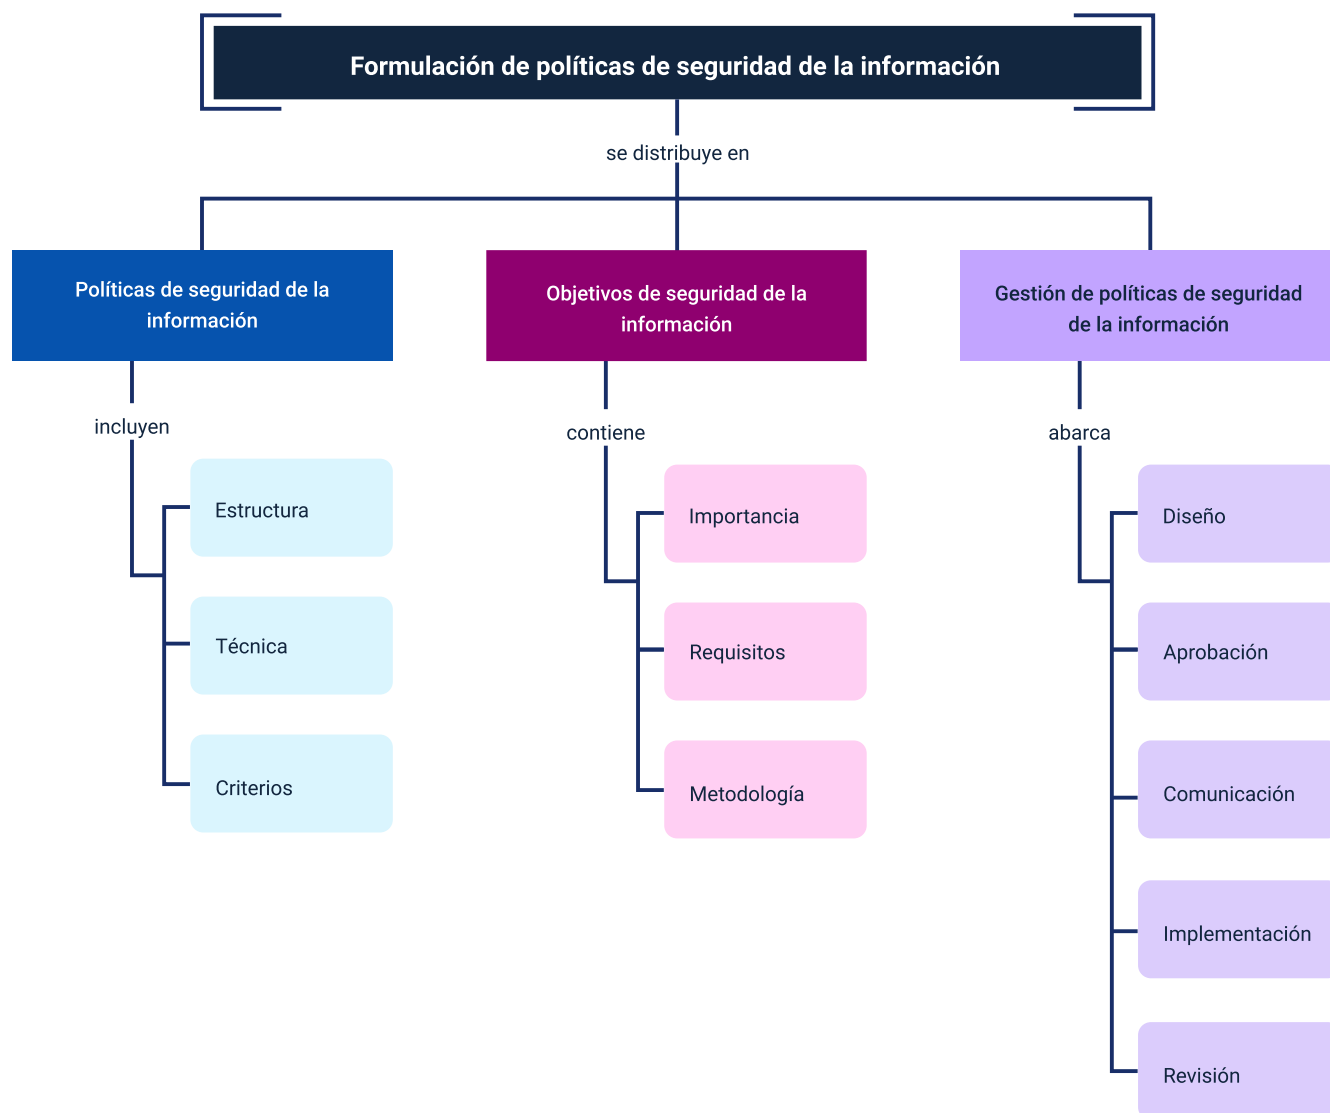 Formulación de políticas de seguridad de la información
se distribuye en
Políticas de seguridad de la
información
incluyen
Estructura
Técnica
Criterios
Objetivos de seguridad de la
información
contiene
Importancia
Requisitos
Metodología
Gestión de políticas de seguridad
de la información
abarca
Diseño
Aprobación
Comunicación
Implementación
Revisión